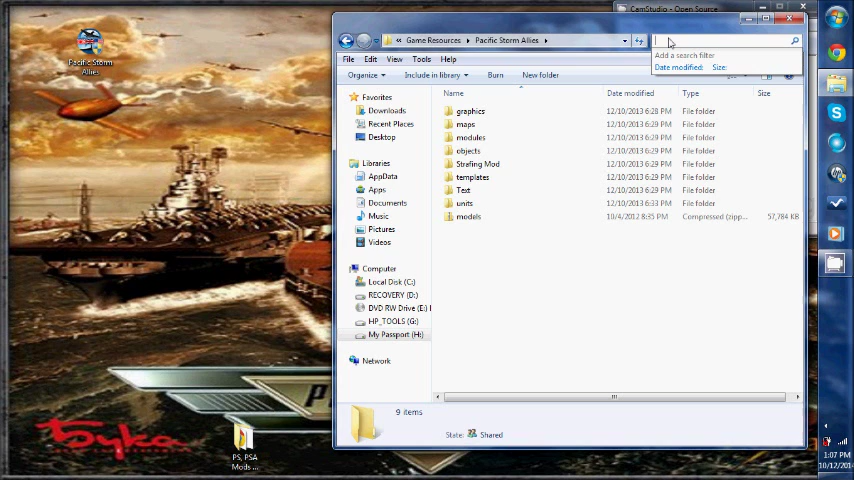 CamStudio - Open Source
Pacific Storm
Allies
« Game Resources ▸ Pacific Storm Allies ▸
Add a search filter
Date modified: Size:
File Edit View Tools Help
Organize Include in library Burn New folder
Name Date modified Type Size
Favorites
Downloads
Recent Places
Desktop
Libraries
AppData
Apps
Documents
Music
Pictures
Videos
Computer
Local Disk (C:)
RECOVERY (D:)
DVD RW Drive (E:)
HP_TOOLS (G:)
My Passport (H:)
Network
graphics 12/10/2013 6:28 PM File folder
maps 12/10/2013 6:29 PM File folder
modules 12/10/2013 6:29 PM File folder
objects 12/10/2013 6:29 PM File folder
Strafing Mod 12/10/2013 6:29 PM File folder
templates 12/10/2013 6:29 PM File folder
Text 12/10/2013 6:29 PM File folder
units 12/10/2013 6:33 PM File folder
models 10/4/2012 8:35 PM Compressed (zipp... 57,784 KB
9 items
State: Shared
Бука
PS, PSA
Mods ...
1:07 PM